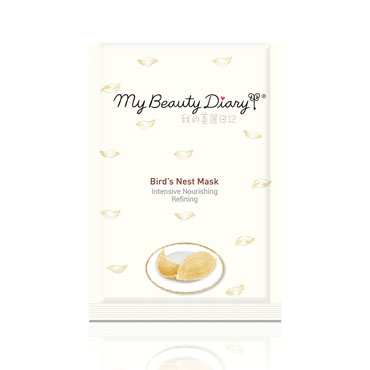 My Beauty Diary®
我的美麗日記
Bird's Nest Mask
Intensive Nourishing
Refining